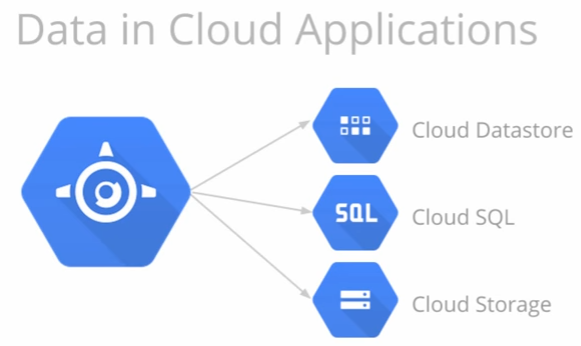 Data in Cloud Applications
Cloud Datastore
SQL
Cloud SQL
Cloud Storage